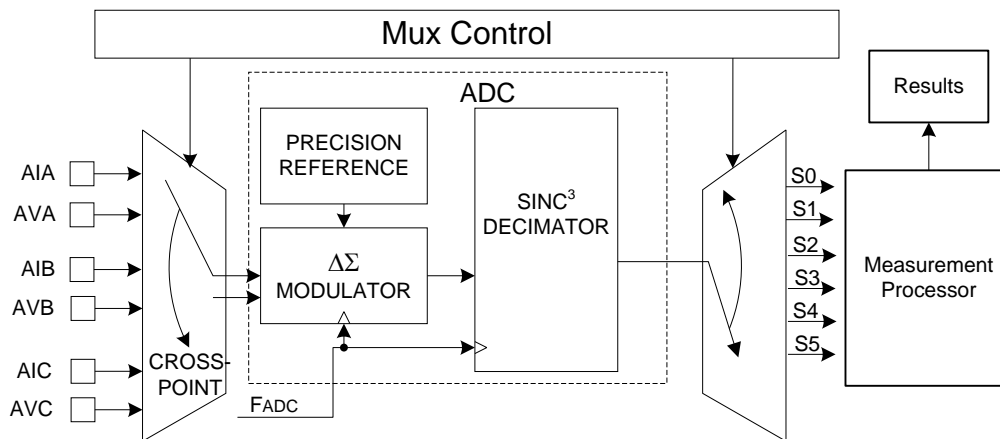 Mux Control
ADC
Results
PRECISION
REFERENCE
SINC³
DECIMATOR
ΔΣ
MODULATOR
AIA
AVA
AIB
AVB
AIC
AVC
CROSS-
POINT
FADC
S0
S1
S2
S3
S4
S5
Measurement
Processor